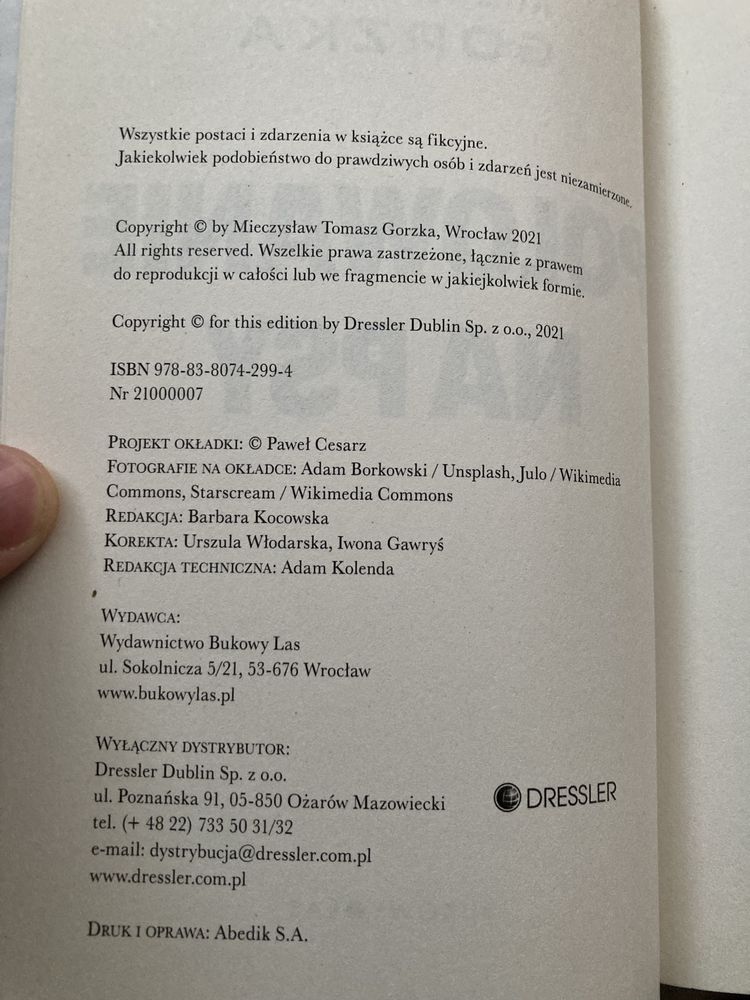 Wszystkie postaci i zdarzenia w książce są fikcyjne.
Jakiekolwiek podobieństwo do prawdziwych osób i zdarzeń jest niezamierzone.
Copyright © by Mieczysław Tomasz Gorzka, Wrocław 2021
All rights reserved. Wszelkie prawa zastrzeżone, łącznie z prawem
do reprodukcji w całości lub we fragmencie w jakiejkolwiek formie.
Copyright © for this edition by Dressler Dublin Sp. z o.o., 2021
ISBN 978-83-8074-299-4
Nr 21000007
PROJEKT OKŁADKI: © Paweł Cesarz
FOTOGRAFIE NA OKŁADCE: Adam Borkowski / Unsplash, Julo / Wikimedia
Commons, Starscream / Wikimedia Commons
REDAKCJA: Barbara Kocowska
KOREKTA: Urszula Włodarska, Iwona Gawryś
REDAKCJA TECHNICZNA: Adam Kolenda
WYDAWCA:
Wydawnictwo Bukowy Las
ul. Sokolnicza 5/21, 53-676 Wrocław
www.bukowylas.pl
WYŁĄCZNY DYSTRYBUTOR:
Dressler Dublin Sp. z o.o.
ul. Poznańska 91, 05-850 Ożarów Mazowiecki
tel. (+ 48 22) 733 50 31/32
e-mail: dystrybucja@dressler.com.pl
www.dressler.com.pl
DRESSLER
DRUK I OPRAWA: Abedik S.A.